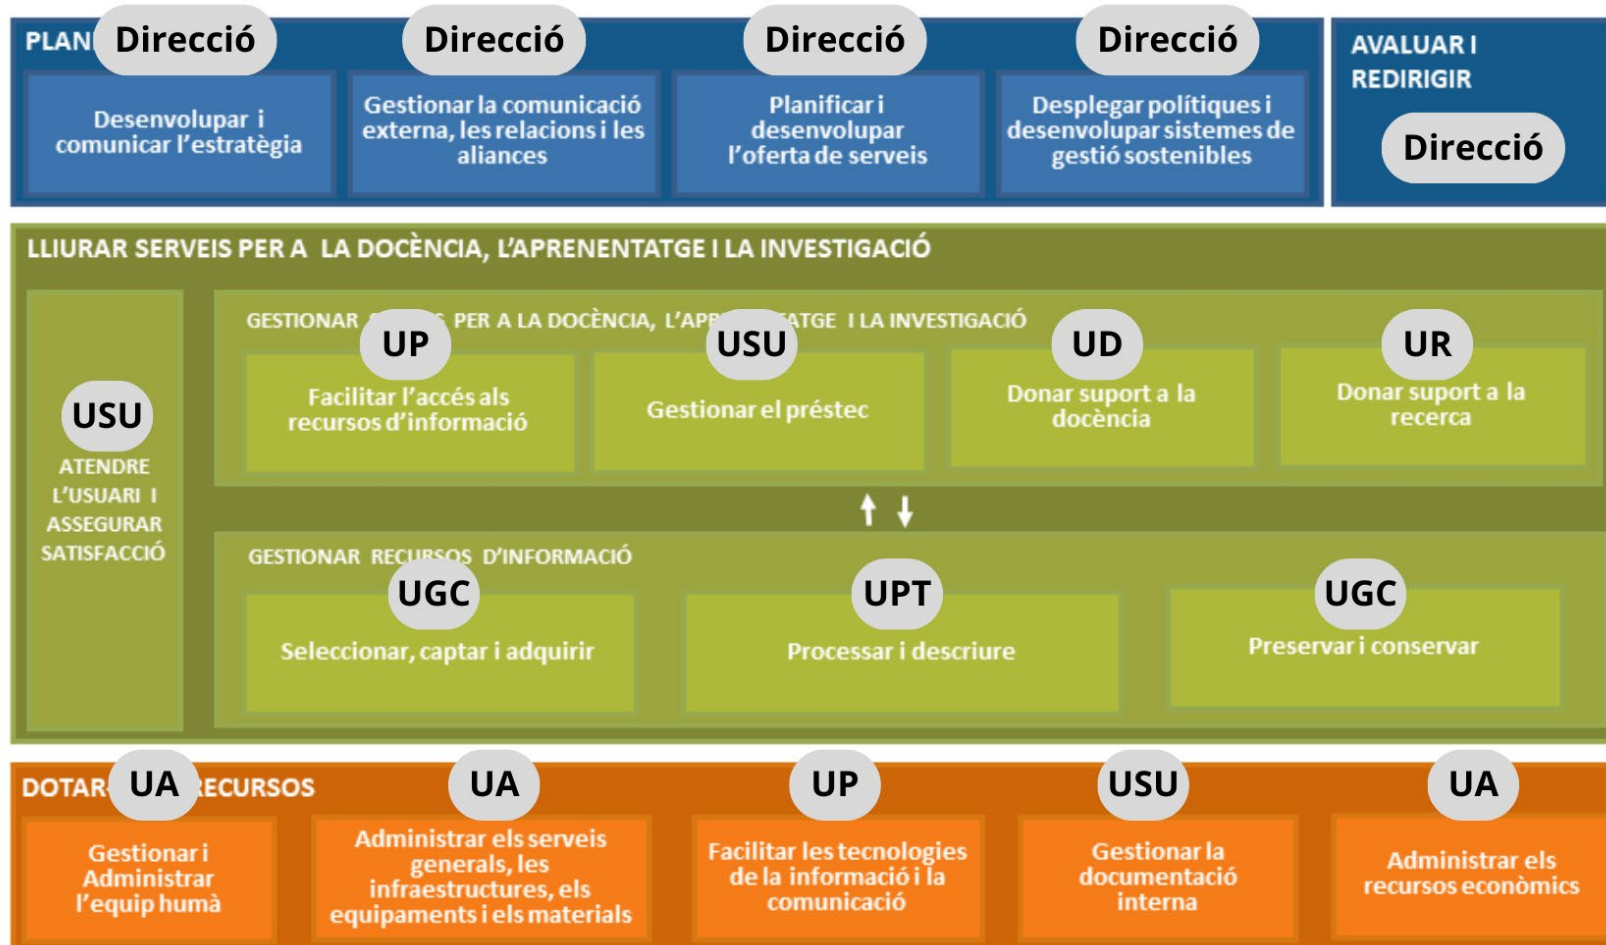 PLAN
Direcció
Direcció
Direcció
Direcció
Desenvolupar i
comunicar l'estratègia
Gestionar la comunicació
externa, les relacions i les
aliances
Planificar i
desenvolupar
l'oferta de serveis
Desplegar polítiques i
desenvolupar sistemes de
gestió sostenibles
AVALUAR I
REDIRIGIR
Direcció
LLIURAR SERVEIS PER A LA DOCÈNCIA, L'APRENENTATGE I LA INVESTIGACIÓ
USU
ATENDRE
L'USUARI I
ASSEGURAR
SATISFACCIÓ
GESTIONAR PER A LA DOCÈNCIA, I LA INVESTIGACIÓ
UP
Facilitar l'accés als
recursos d'informació
USU
Gestionar el préstec
UD
Donar suport a la
docència
UR
Donar suport a la
recerca
GESTIONAR RECURSOS D'INFORMACIÓ
UGC
Seleccionar, captar i adquirir
UPT
Processar i descriure
UGC
Preservar i conservar
DOTAR RECURSOS
UA
Gestionar i
Administrar
l'equip humà
UA
Administrar els serveis
generals, les
infraestructures, els
equipaments i els materials
UP
Facilitar les tecnologies
de la informació i la
comunicació
USU
Gestionar la
documentació
interna
UA
Administrar els
recursos econòmics